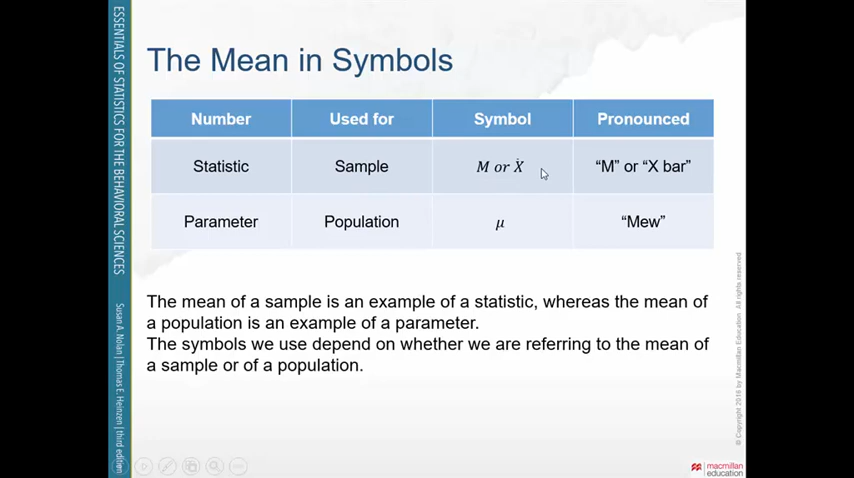 ESSENTIALS OF STATISTICS FOR THE BEHAVIORAL SCIENCES
Susan A. Nolan | Thomas E. Heinzen | third edition
The Mean in Symbols
Number Used for Symbol Pronounced
Statistic Sample M or Ẋ “M” or “X bar”
Parameter Population μ “Mew”
The mean of a sample is an example of a statistic, whereas the mean of
a population is an example of a parameter.
The symbols we use depend on whether we are referring to the mean of
a sample or of a population.
© Copyright 2016 by Macmillan Education All rights reserved
macmillan
education